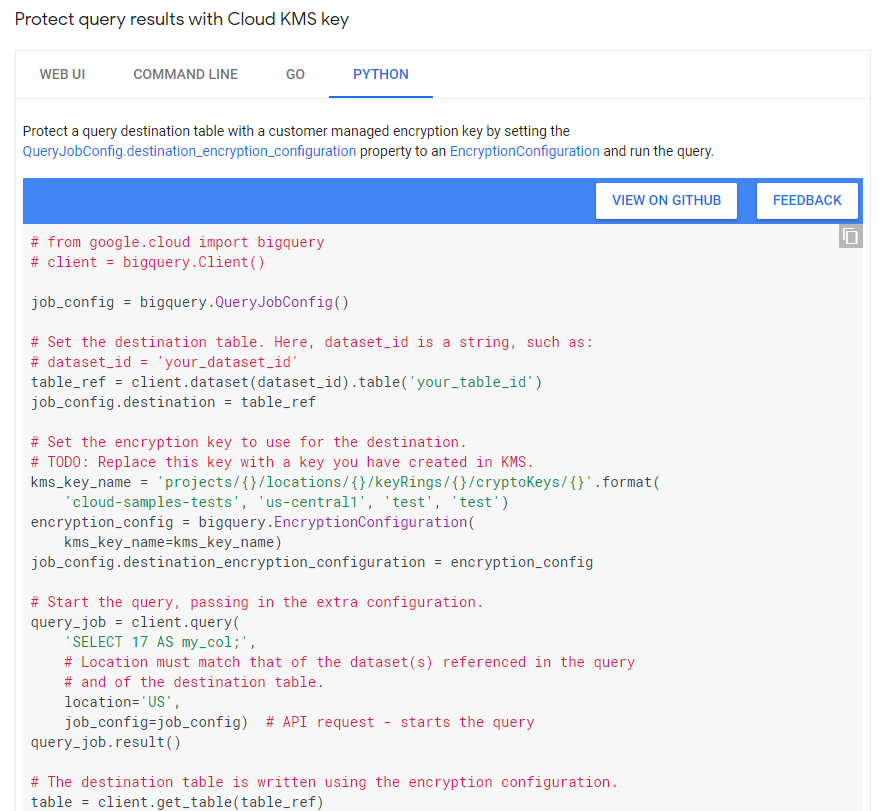 Protect query results with Cloud KMS key
WEB UI COMMAND LINE GO PYTHON
Protect a query destination table with a customer managed encryption key by setting the
QueryJobConfig.destination_encryption_configuration property to an EncryptionConfiguration and run the query.
VIEW ON GITHUB FEEDBACK
# from google.cloud import bigquery
# client = bigquery.Client()
job_config = bigquery.QueryJobConfig()
# Set the destination table. Here, dataset_id is a string, such as:
# dataset_id = 'your_dataset_id'
table_ref = client.dataset(dataset_id).table('your_table_id')
job_config.destination = table_ref
# Set the encryption key to use for the destination.
# TODO: Replace this key with a key you have created in KMS.
kms_key_name = 'projects/{}/locations/{}/keyRings/{}/cryptoKeys/{}'.format(
    'cloud-samples-tests', 'us-central1', 'test', 'test')
encryption_config = bigquery.EncryptionConfiguration(
    kms_key_name=kms_key_name)
job_config.destination_encryption_configuration = encryption_config
# Start the query, passing in the extra configuration.
query_job = client.query(
    'SELECT 17 AS my_col;',
    # Location must match that of the dataset(s) referenced in the query
    # and of the destination table.
    location='US',
    job_config=job_config)  # API request - starts the query
query_job.result()
# The destination table is written using the encryption configuration.
table = client.get_table(table_ref)